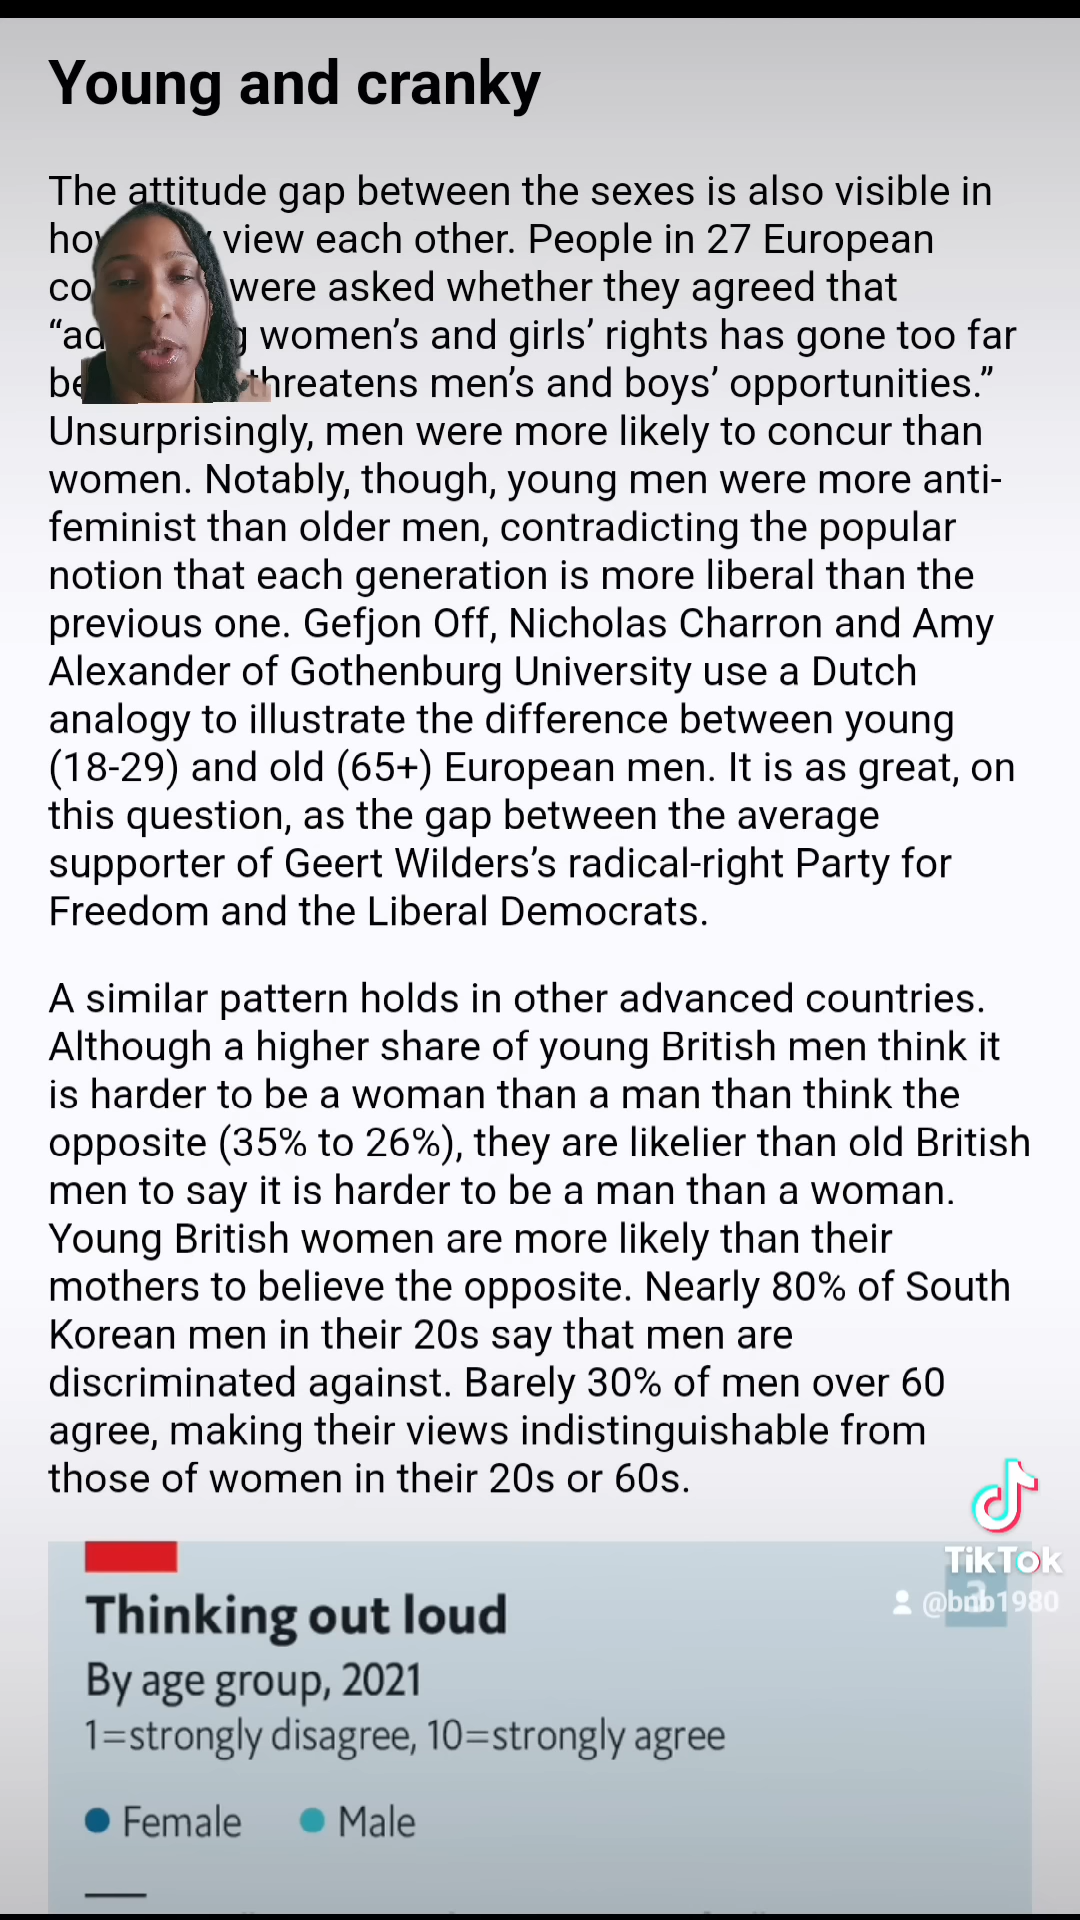 Young and cranky
The attitude gap between the sexes is also visible in
view each other. People in 27 European
were asked whether they agreed that
women's and girls' rights has gone too far
threatens men's and boys' opportunities.”
Unsurprisingly, men were more likely to concur than
women. Notably, though, young men were more anti-
feminist than older men, contradicting the popular
notion that each generation is more liberal than the
previous one. Gefjon Off, Nicholas Charron and Amy
Alexander of Gothenburg University use a Dutch
analogy to illustrate the difference between young
(18-29) and old (65+) European men. It is as great, on
this question, as the gap between the average
supporter of Geert Wilders’s radical-right Party for
Freedom and the Liberal Democrats.
A similar pattern holds in other advanced countries.
Although a higher share of young British men think it
is harder to be a woman than a man than think the
opposite (35% to 26%), they are likelier than old British
men to say it is harder to be a man than a woman.
Young British women are more likely than their
mothers to believe the opposite. Nearly 80% of South
Korean men in their 20s say that men are
discriminated against. Barely 30% of men over 60
agree, making their views indistinguishable from
those of women in their 20s or 60s.
TikTok
@bnb1980
3
Thinking out loud
By age group, 2021
1=strongly disagree, 10=strongly agree
Female Male